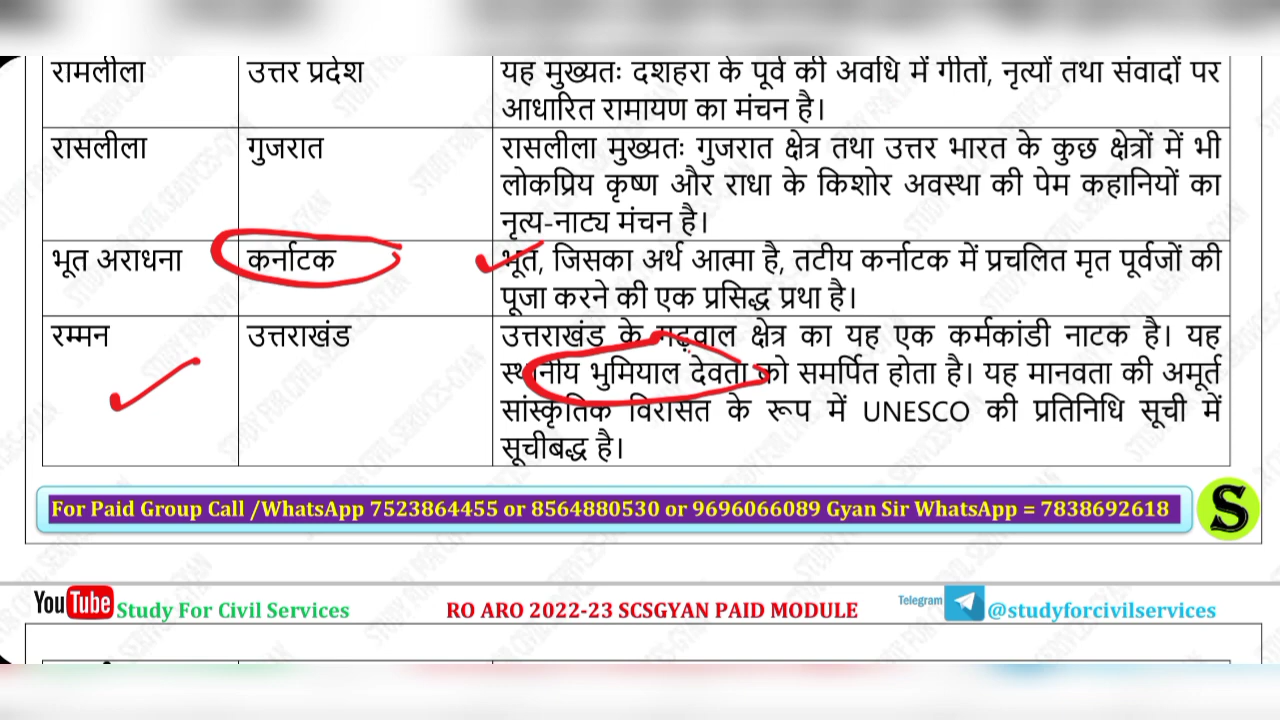 रामलीला उत्तर प्रदेश यह मुख्यतः दशहरा के पूर्व की अवधि में गीतों, नृत्यों तथा संवादों पर
आधारित रामायण का मंचन है।
रासलीला गुजरात रासलीला मुख्यतः गुजरात क्षेत्र तथा उत्तर भारत के कुछ क्षेत्रों में भी
लोकप्रिय कृष्ण और राधा के किशोर अवस्था की पेम कहानियों का
नृत्य-नाट्य मंचन है।
भूत अराधना कर्नाटक भूत, जिसका अर्थ आत्मा है, तटीय कर्नाटक में प्रचलित मृत पूर्वजों की
पूजा करने की एक प्रसिद्ध प्रथा है।
रम्मन उत्तराखंड उत्तराखंड के गढ़वाल क्षेत्र का यह एक कर्मकांडी नाटक है। यह
स्थानीय भुमियाल देवता को समर्पित होता है। यह मानवता की अमूर्त
सांस्कृतिक विरासत के रूप में UNESCO की प्रतिनिधि सूची में
सूचीबद्ध है।
For Paid Group Call /WhatsApp 7523864455 or 8564880530 or 9696066089 Gyan Sir WhatsApp = 7838692618
S
YouTube Study For Civil Services RO ARO 2022-23 SCSGYAN PAID MODULE Telegram @studyforcivilservices